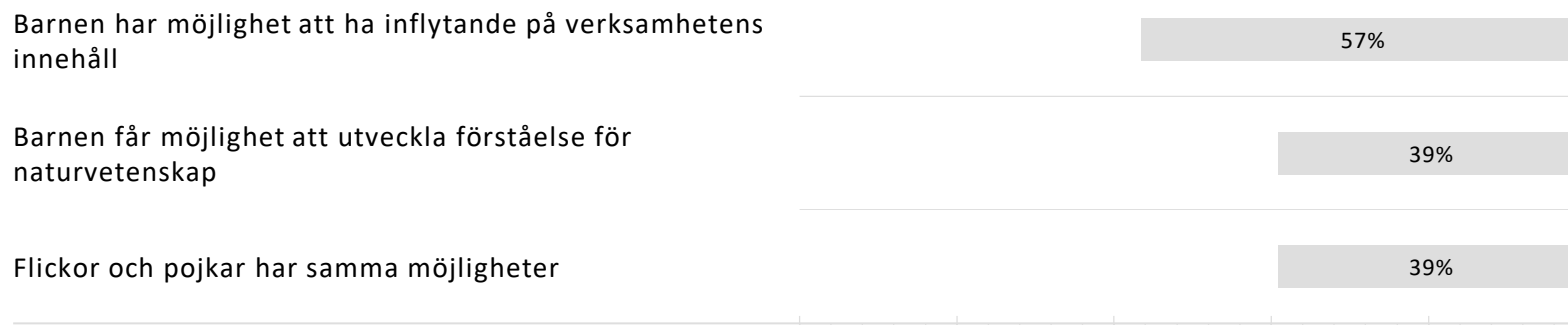 Barnen har möjlighet att ha inflytande på verksamhetens
innehåll
57%
Barnen får möjlighet att utveckla förståelse för
naturvetenskap
39%
Flickor och pojkar har samma möjligheter
39%